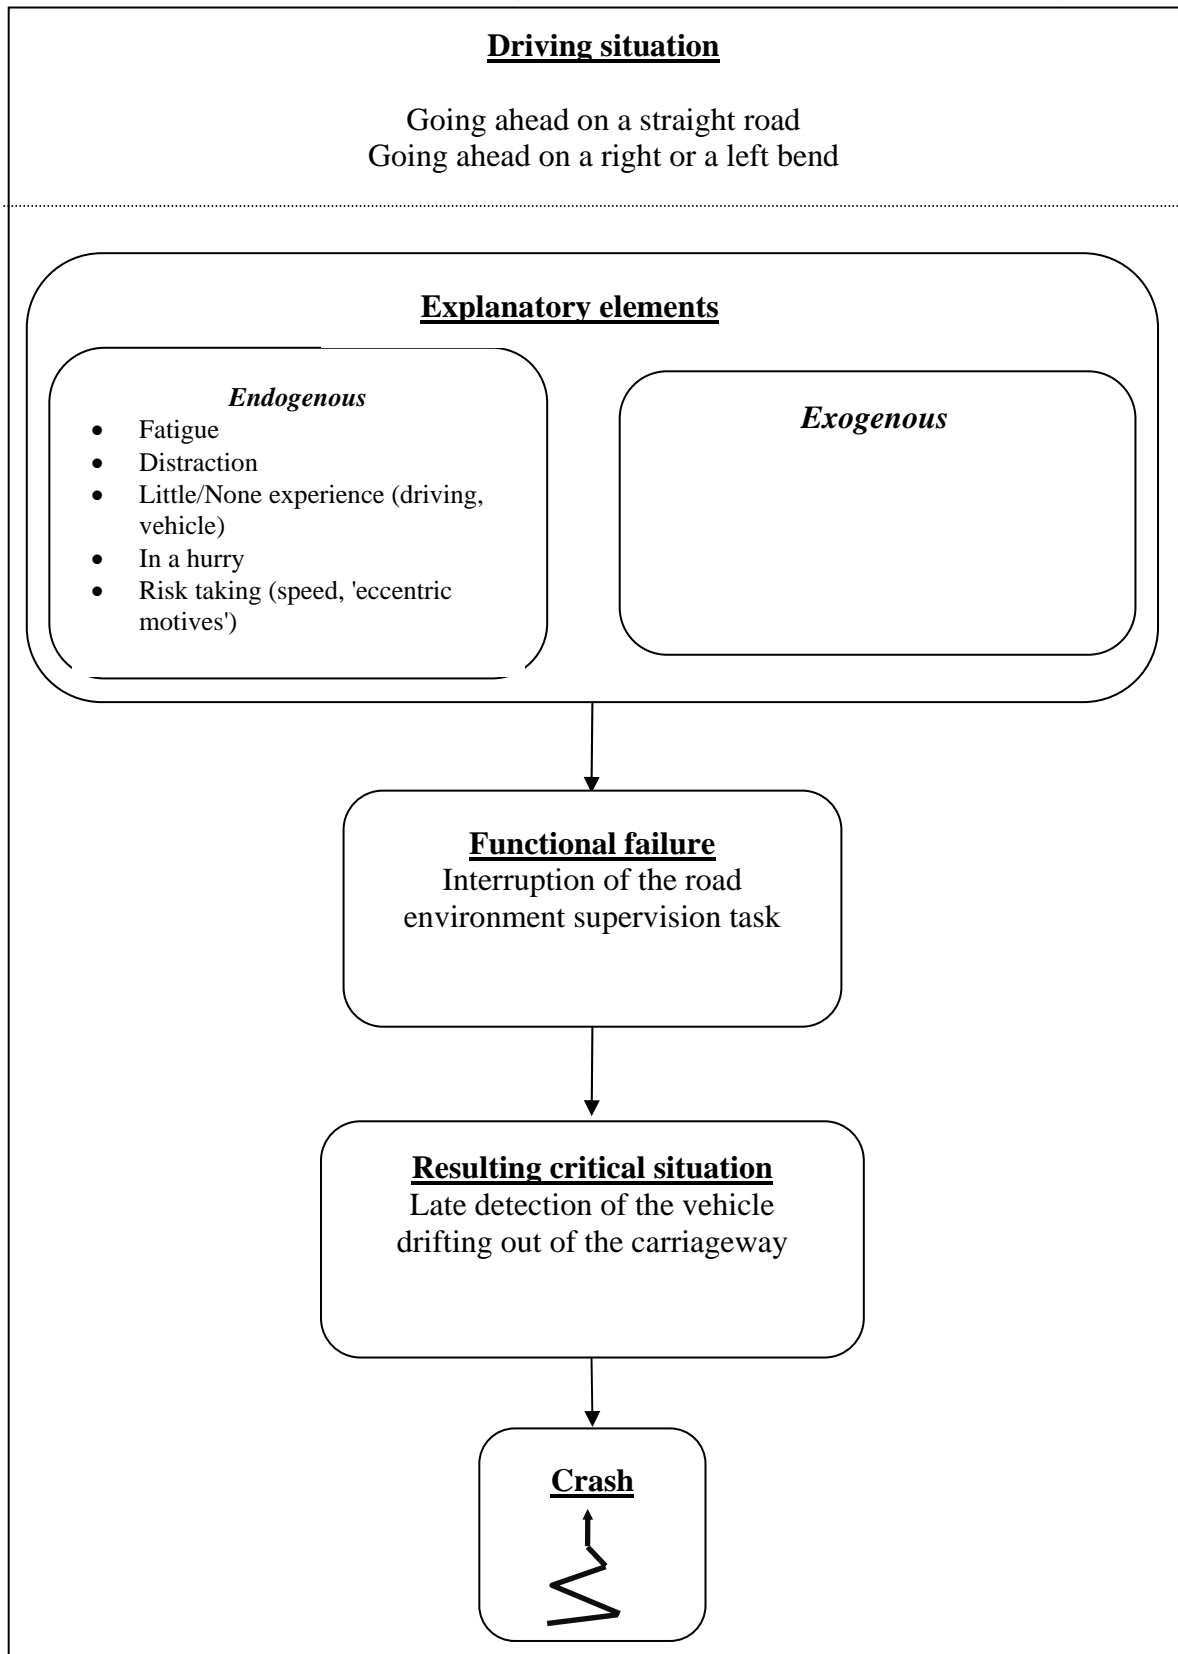 Driving situation
Going ahead on a straight road
Going ahead on a right or a left bend
Explanatory elements
Endogenous
• Fatigue
• Distraction
• Little/None experience (driving,
vehicle)
• In a hurry
• Risk taking (speed, 'eccentric
motives')
Exogenous
Functional failure
Interruption of the road
environment supervision task
Resulting critical situation
Late detection of the vehicle
drifting out of the carriageway
Crash